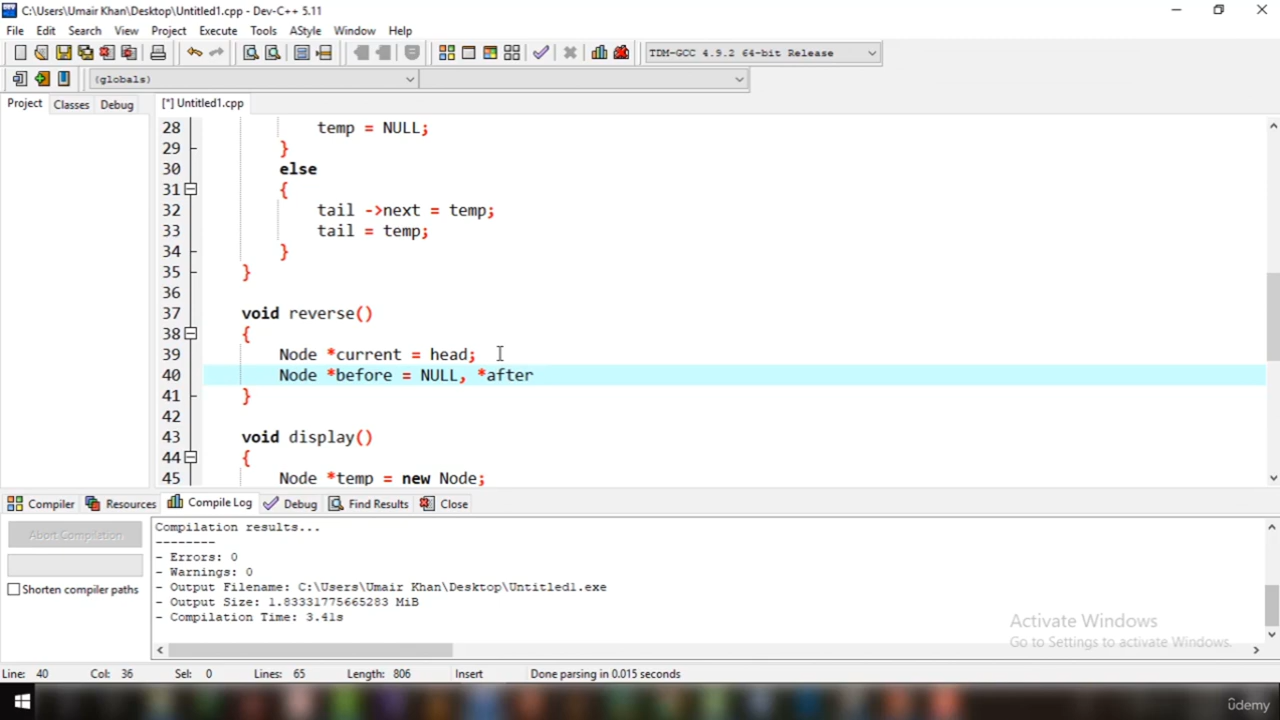 C:\Users\Umair Khan\Desktop\Untitled1.cpp - Dev-C++ 5.11
File Edit Search View Project Execute Tools AStyle Window Help
TDM-GCC 4.9.2 64-bit Release
(globals)
Project Classes Debug [*] Untitled1.cpp
28 temp = NULL;
29 }
30 else
31 {
32 tail ->next = temp;
33 tail = temp;
34 }
35 }
36
37 void reverse()
38 {
39 Node *current = head;
40 Node *before = NULL, *after
41 }
42
43 void display()
44 {
45 Node *temp = new Node;
Compiler Resources Compile Log Debug Find Results Close
Abort Compilation
Shorten compiler paths
Compilation results...
--------
- Errors: 0
- Warnings: 0
- Output Filename: C:\Users\Umair Khan\Desktop\Untitled1.exe
- Output Size: 1.83331775665283 MiB
- Compilation Time: 3.41s
Activate Windows
Go to Settings to activate Windows.
Line: 40 Col: 36 Sel: 0 Lines: 65 Length: 806 Insert Done parsing in 0.015 seconds
ûdemy